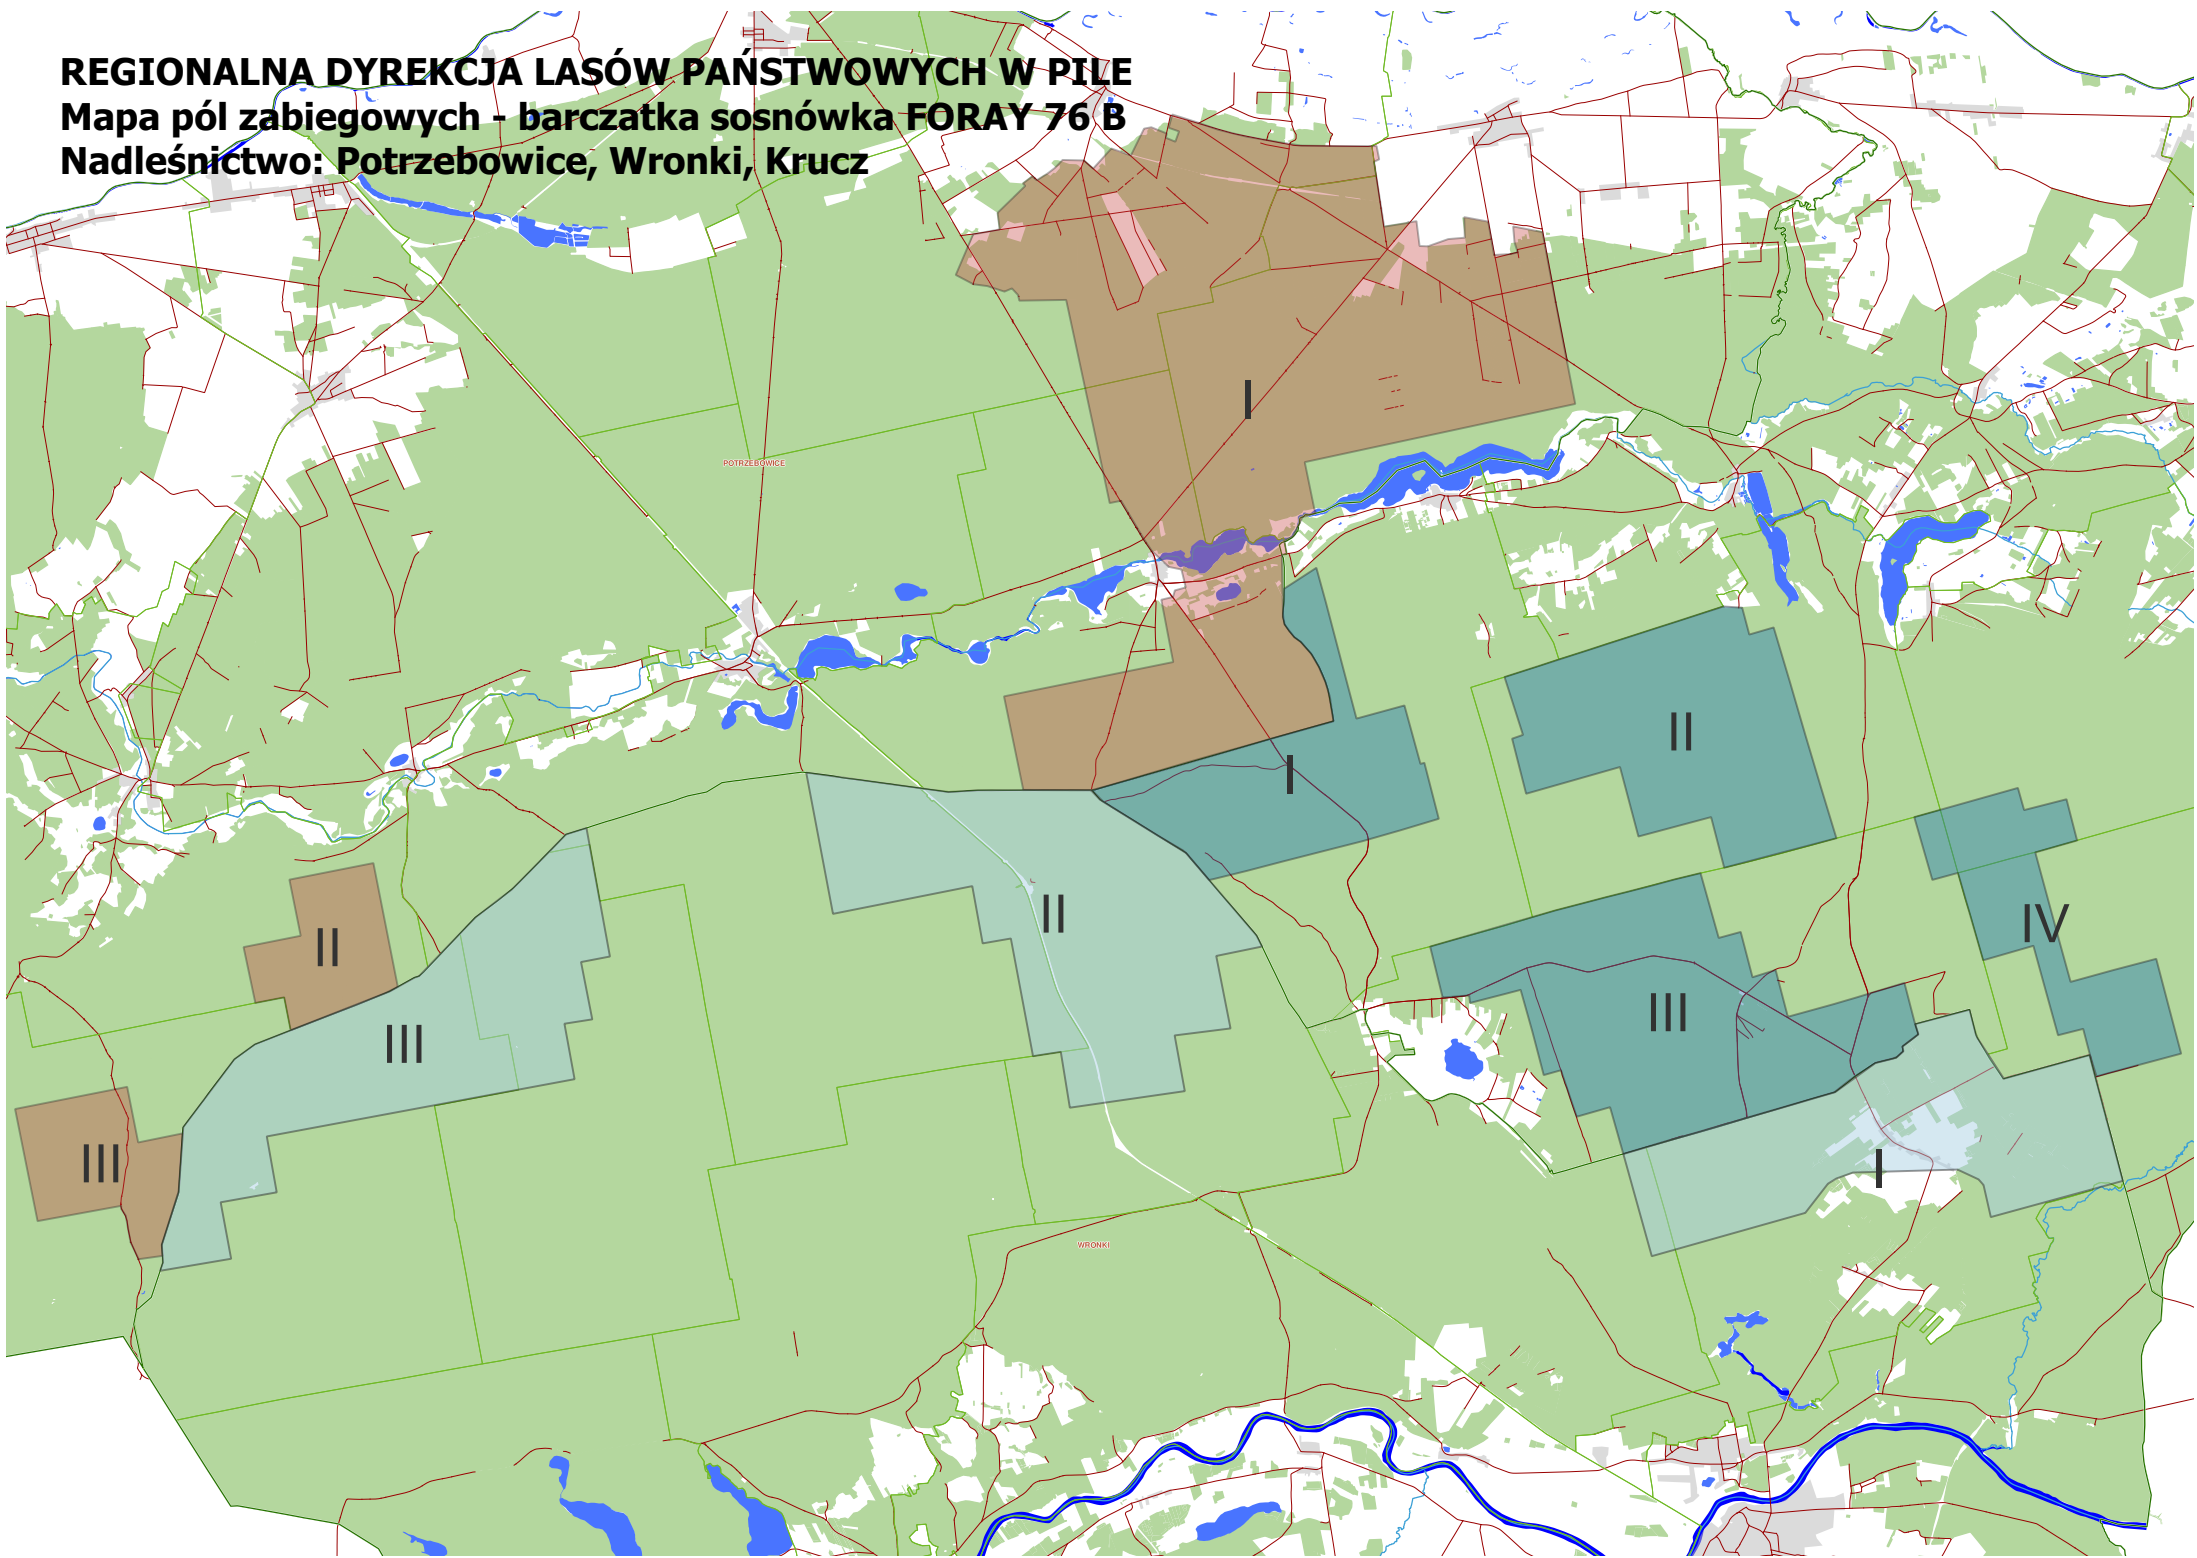 REGIONALNA DYREKCJA LASÓW PAŃSTWOWYCH W PILE
Mapa pól zabiegowych - barczatka sosnówka FORAY 76 B
Nadleśnictwo: Potrzebowice, Wronki, Krucz
I
POTRZEBOWICE
II
I
II
IV
II
III
III
III
I
WRONKI